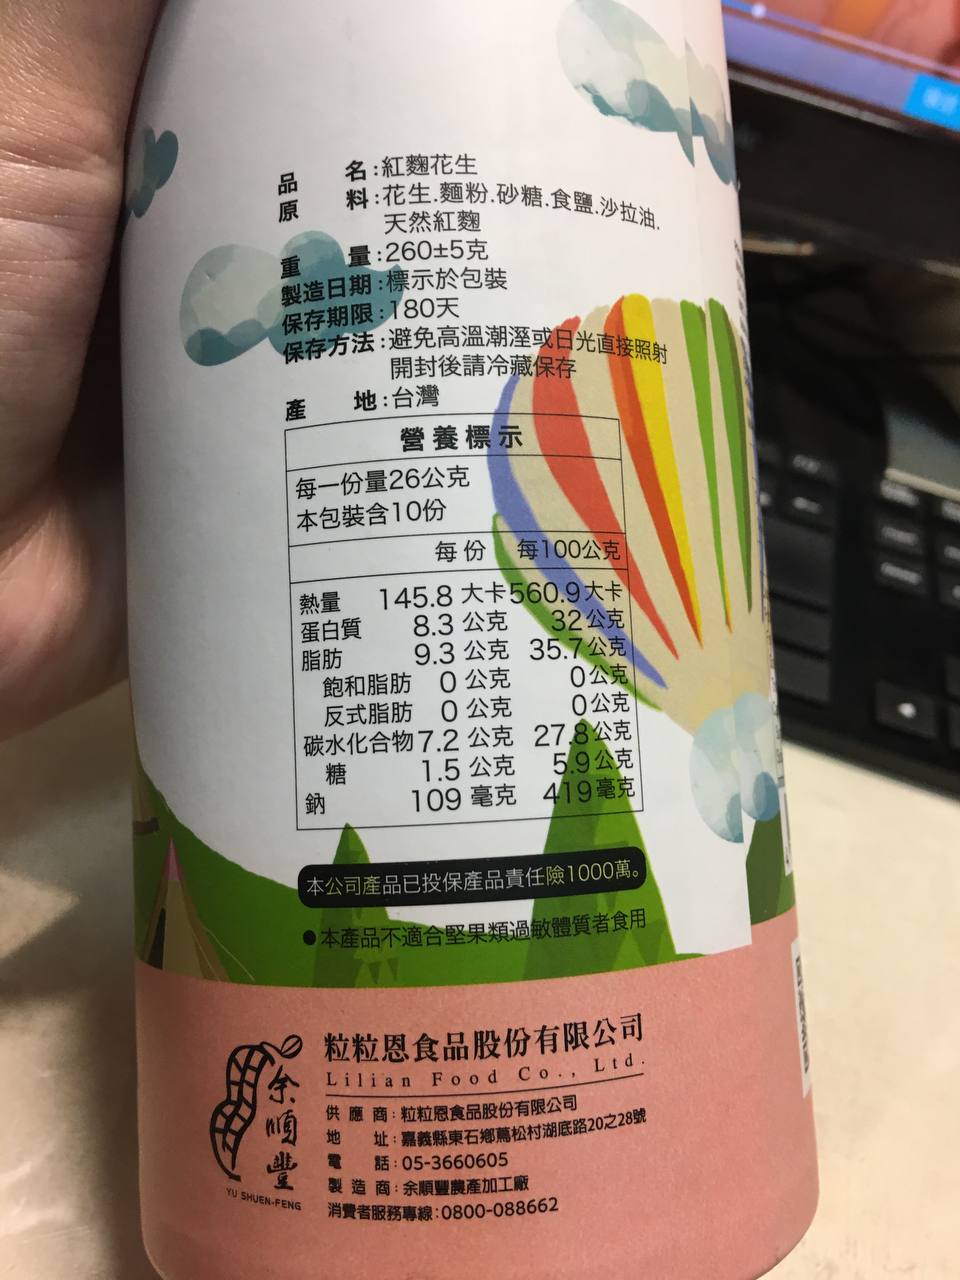 品名:紅麴花生
原料:花生.麵粉.砂糖.食鹽.沙拉油.
天然紅麴
重量:260±5克
製造日期:標示於包裝
保存期限:180天
保存方法:避免高溫潮溼或日光直接照射
開封後請冷藏保存
產地:台灣
營養標示
每一份量26公克
本包裝含10份
每份 每100公克
熱量 145.8 大卡 560.9大卡
蛋白質 8.3 公克 32公克
脂肪 9.3 公克 35.7公克
飽和脂肪 0 公克 0公克
反式脂肪 0 公克 0公克
碳水化合物 7.2 公克 27.8公克
糖 1.5 公克 5.9公克
鈉 109 毫克 419毫克
本公司產品已投保產品責任險1000萬。
●本產品不適合堅果類過敏體質者食用
余順豐
YU SHUEN-FENG
粒粒恩食品股份有限公司
Lilian Food Co., Ltd.
供應商:粒粒恩食品股份有限公司
地址:嘉義縣東石鄉蔦松村湖底路20之28號
電話:05-3660605
製造商:余順豐農產加工廠
消費者服務專線:0800-088662